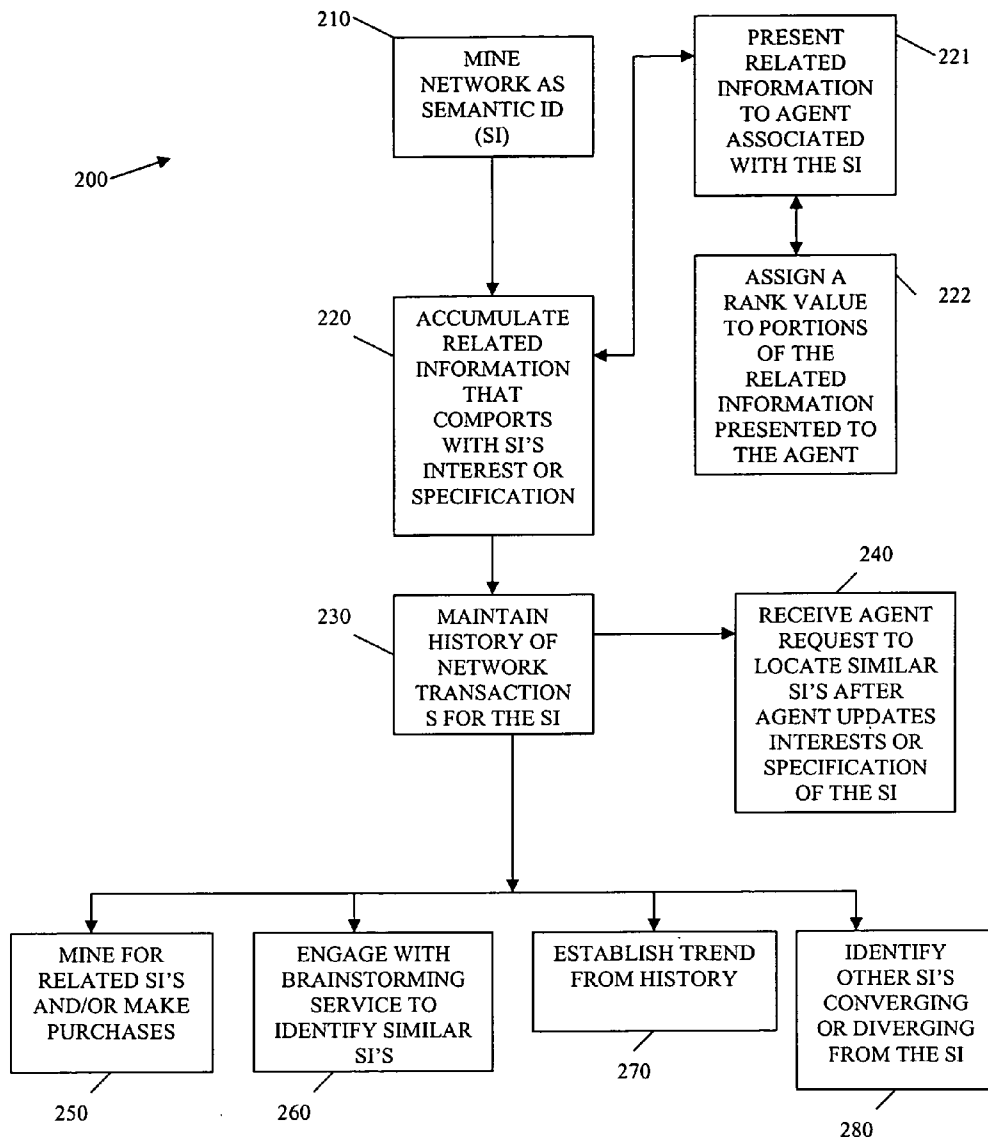 210
MINE
NETWORK AS
SEMANTIC ID
(SI)
PRESENT
RELATED
INFORMATION
TO AGENT
ASSOCIATED
WITH THE SI
221
200
220
ACCUMULATE
RELATED
INFORMATION
THAT
COMPORTS
WITH SI'S
INTEREST OR
SPECIFICATION
ASSIGN A
RANK VALUE
TO PORTIONS
OF THE
RELATED
INFORMATION
PRESENTED TO
THE AGENT
222
230
MAINTAIN
HISTORY OF
NETWORK
TRANSACTION
S FOR THE SI
240
RECEIVE AGENT
REQUEST TO
LOCATE SIMILAR
SI'S AFTER
AGENT UPDATES
INTERESTS OR
SPECIFICATION
OF THE SI
MINE FOR
RELATED SI'S
AND/OR MAKE
PURCHASES
250
ENGAGE WITH
BRAINSTORMING
SERVICE TO
IDENTIFY SIMILAR
SI'S
260
ESTABLISH TREND
FROM HISTORY
270
IDENTIFY
OTHER SI'S
CONVERGING
OR DIVERGING
FROM THE SI
280